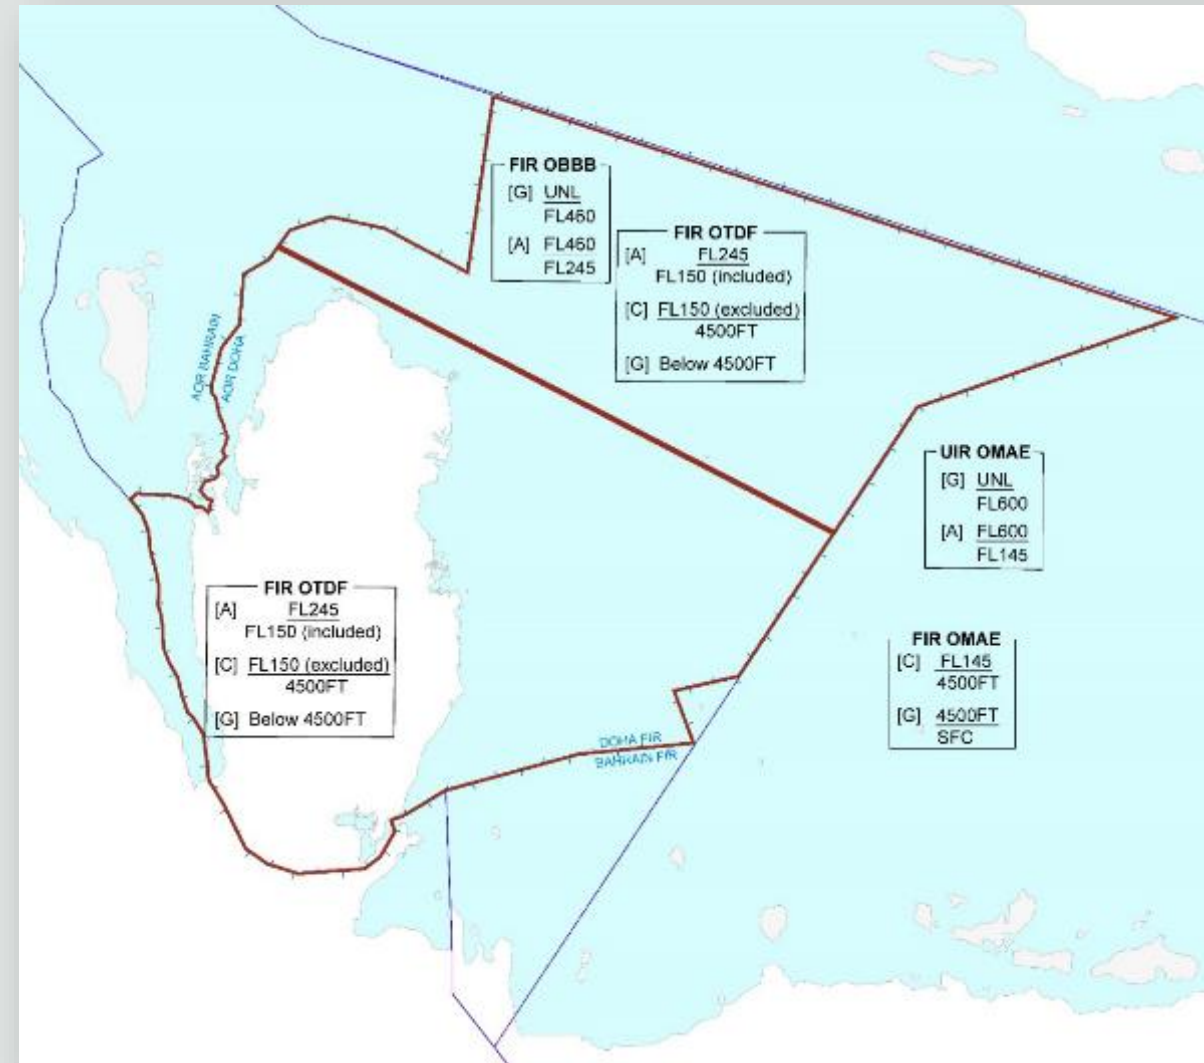 FIR OBBB
[G] UNL
FL460
[A] FL460
FL245
FIR OTDF
[A] FL245
FL150 (included)
[C] FL150 (excluded)
4500FT
[G] Below 4500FT
AOR BAHRAIN
AOR DOHA
UIR OMAE
[G] UNL
FL600
[A] FL600
FL145
FIR OTDF
[A] FL245
FL150 (included)
[C] FL150 (excluded)
4500FT
[G] Below 4500FT
FIR OMAE
[C] FL145
4500FT
[G] 4500FT
SFC
DOHA FIR
BAHRAIN FIR